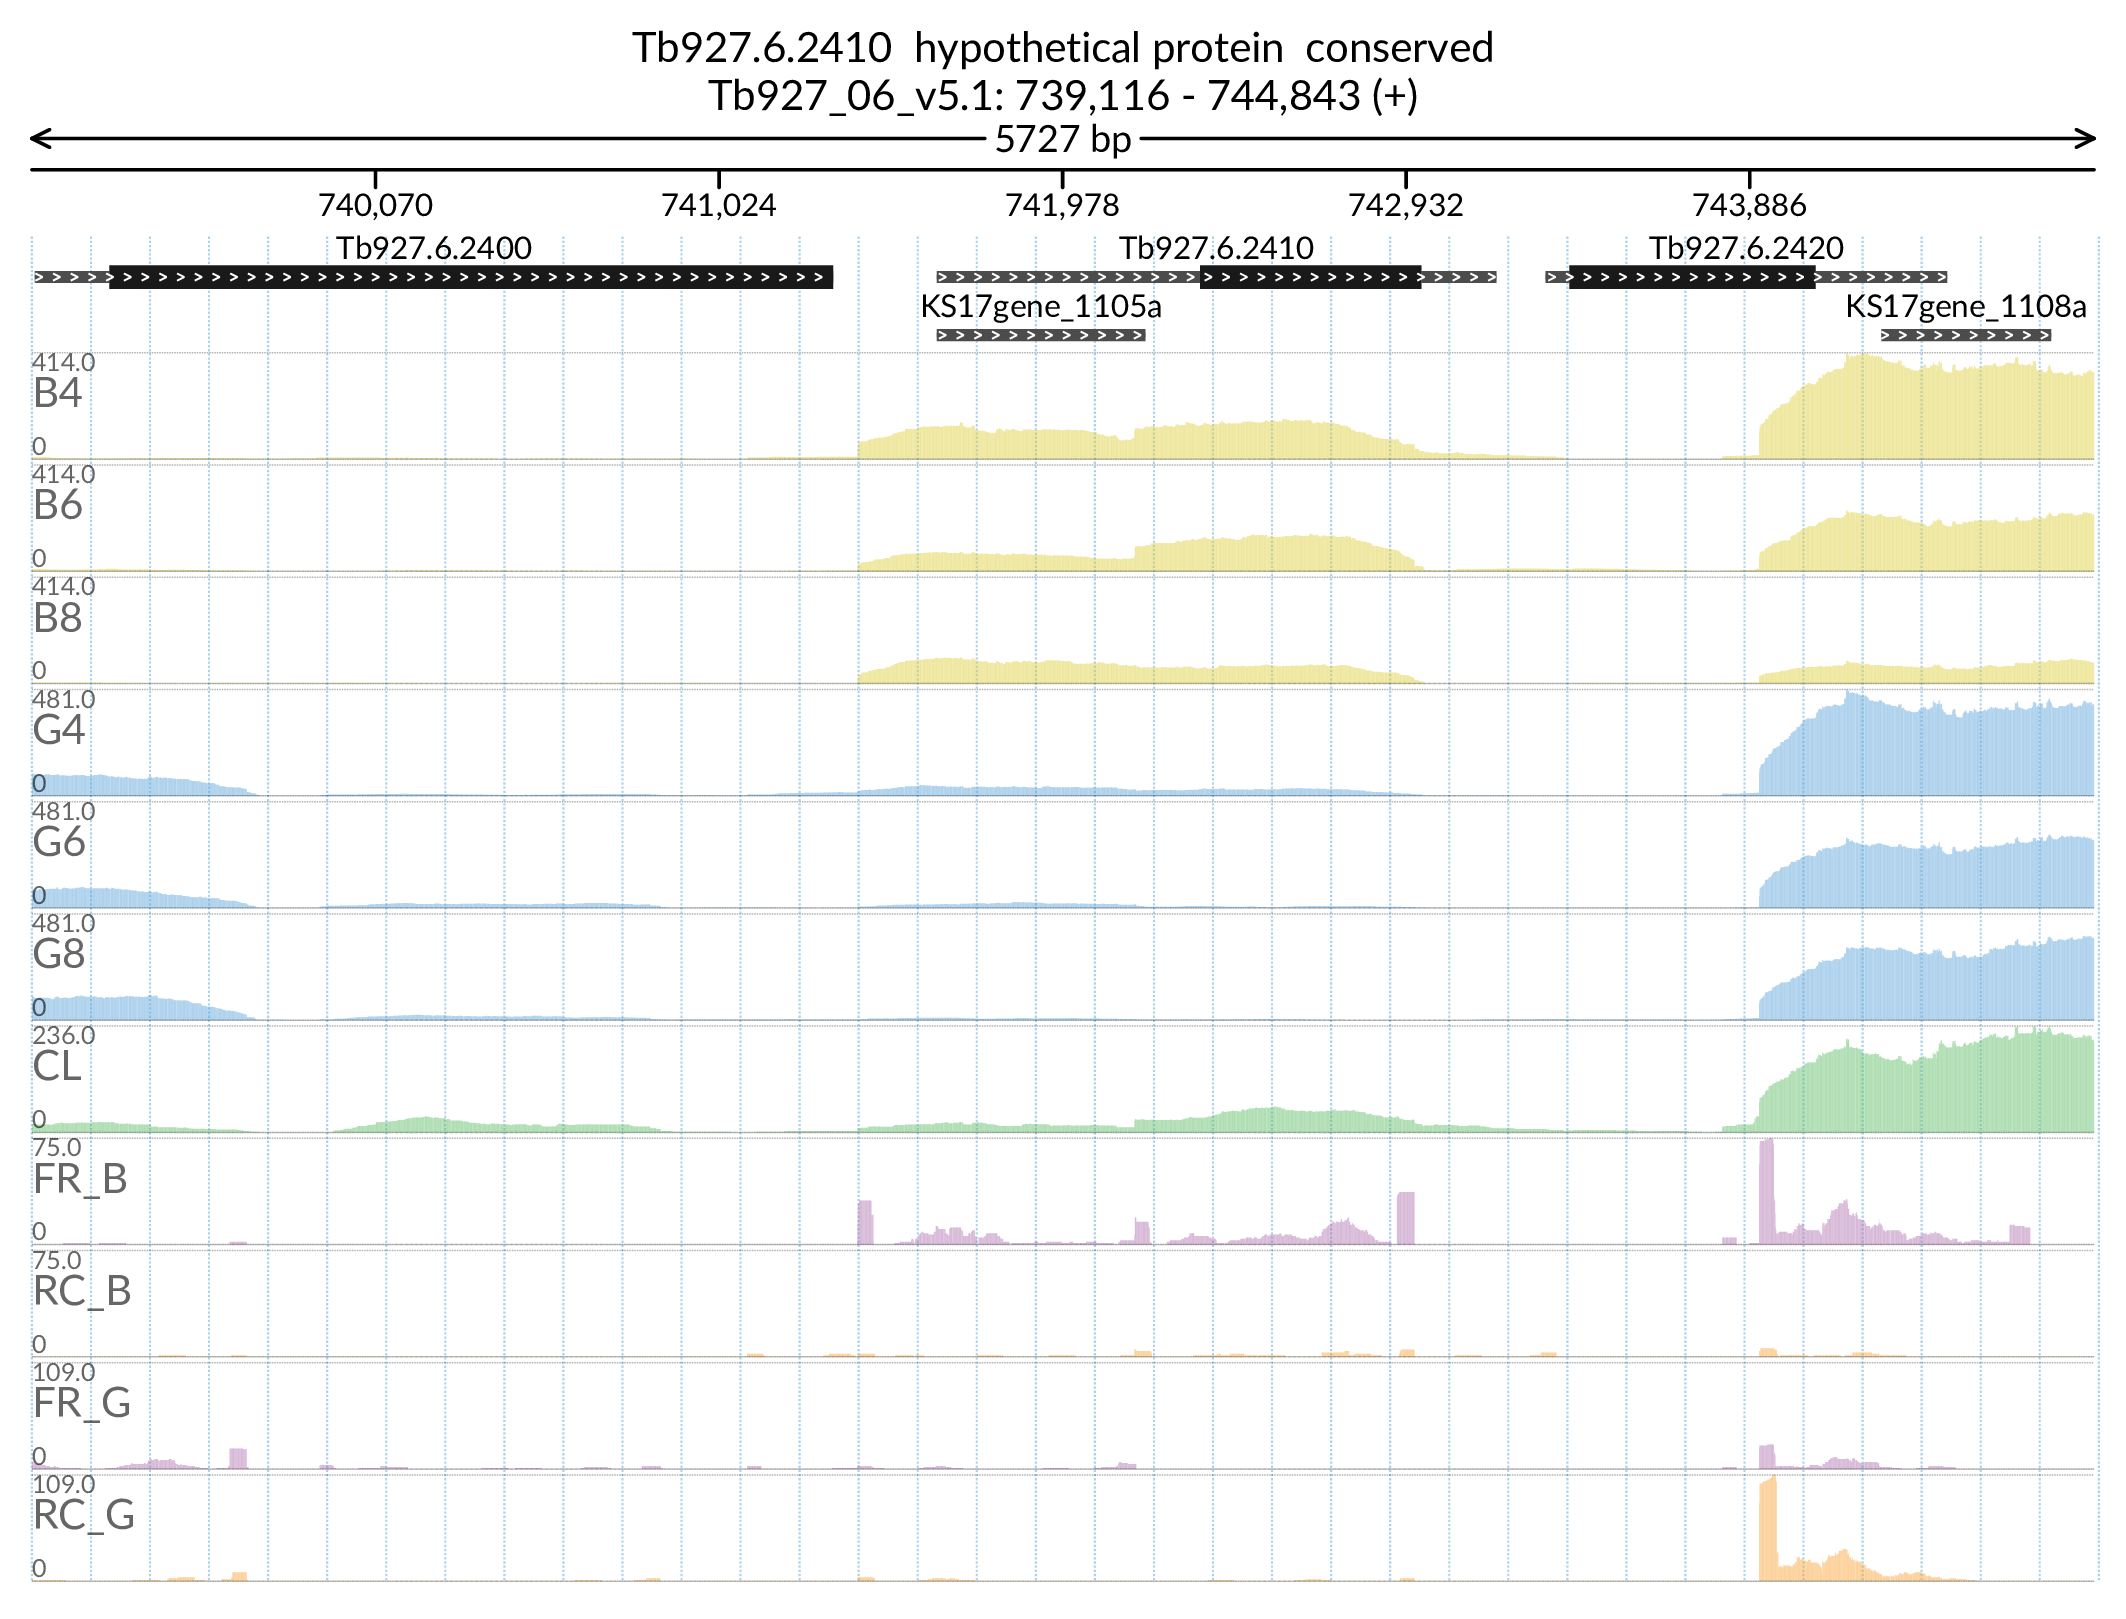 Tb927.6.2410  hypothetical protein  conserved
Tb927_06_v5.1: 739,116 - 744,843 (+)
5727 bp
740,070 741,024 741,978 742,932 743,886
Tb927.6.2400 Tb927.6.2410 Tb927.6.2420
KS17gene_1105a KS17gene_1108a
414.0
B4
0
414.0
B6
0
414.0
B8
0
481.0
G4
0
481.0
G6
0
481.0
G8
0
236.0
CL
0
75.0
FR_B
0
75.0
RC_B
0
109.0
FR_G
0
109.0
RC_G
0